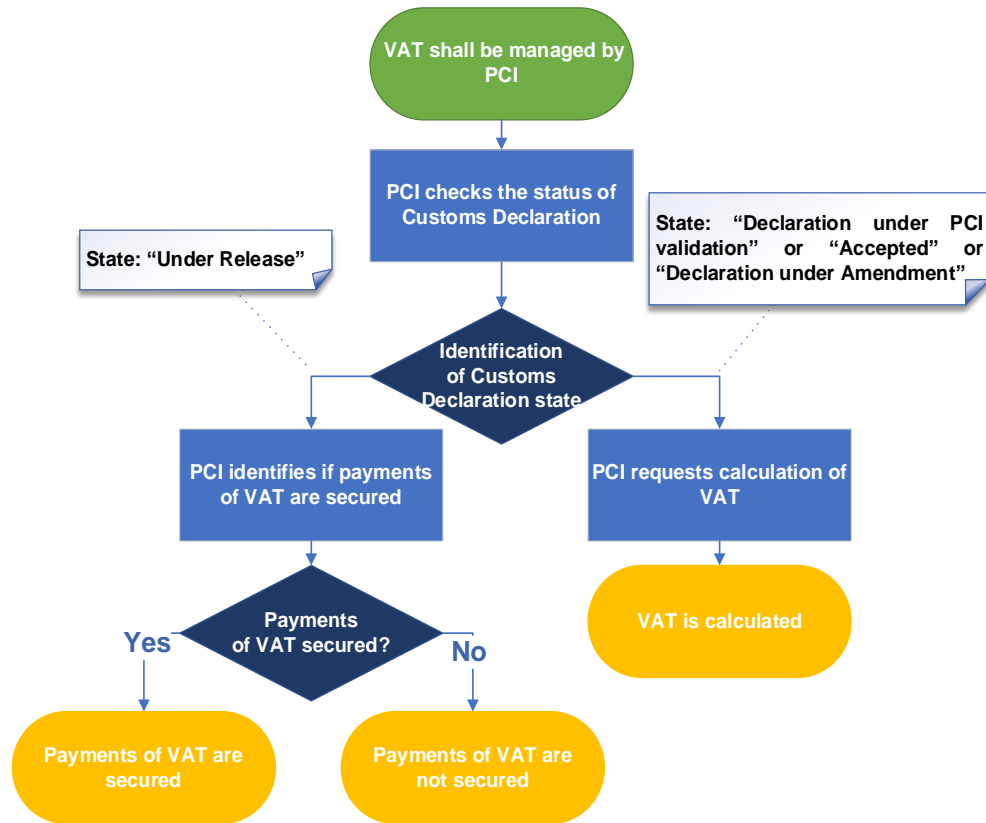 VAT shall be managed by
PCI
PCI checks the status of
Customs Declaration
State: “Under Release”
State: “Declaration under PCI
validation” or “Accepted” or
“Declaration under Amendment”
Identification
of Customs
Declaration state
PCI identifies if payments
of VAT are secured
PCI requests calculation of
VAT
Payments
of VAT secured?
VAT is calculated
Yes
No
Payments of VAT are
secured
Payments of VAT are
not secured